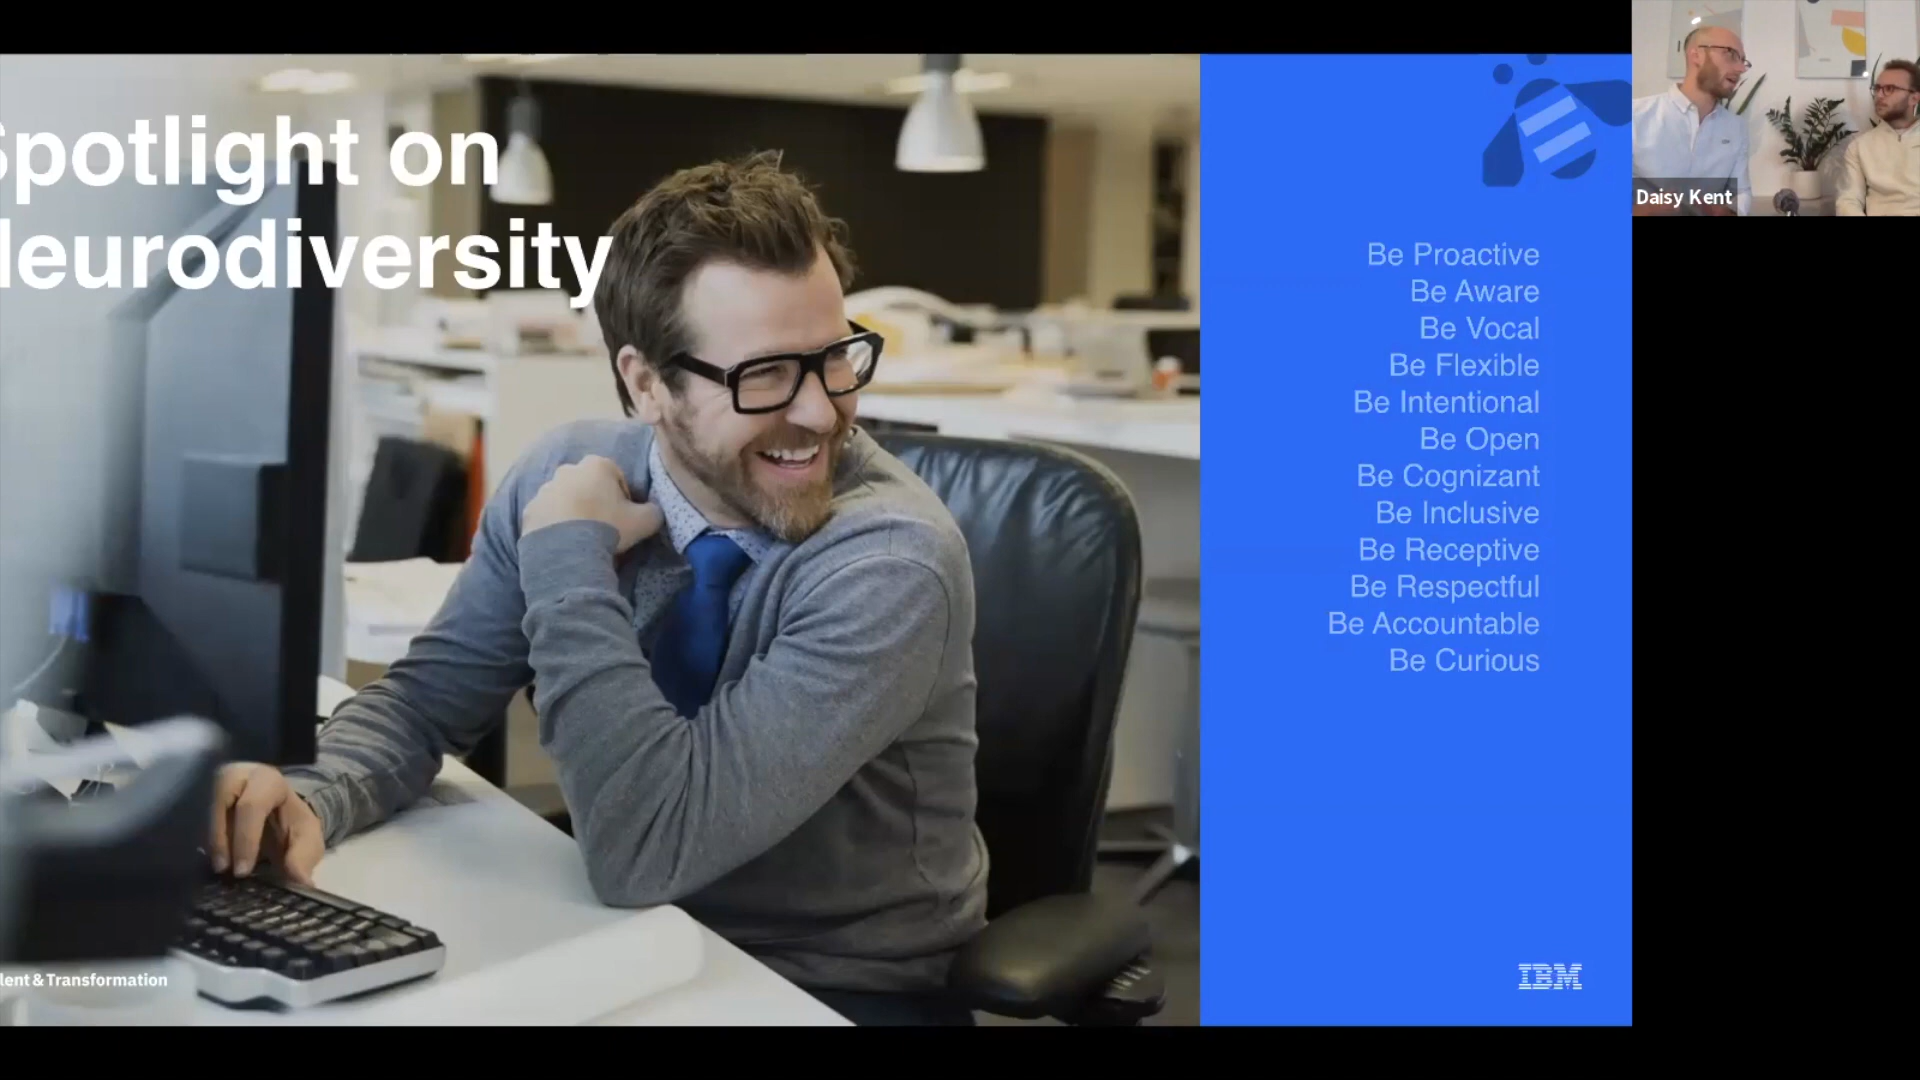 Spotlight on
Neurodiversity
Be Proactive
Be Aware
Be Vocal
Be Flexible
Be Intentional
Be Open
Be Cognizant
Be Inclusive
Be Receptive
Be Respectful
Be Accountable
Be Curious
lent & Transformation
IBM
Daisy Kent